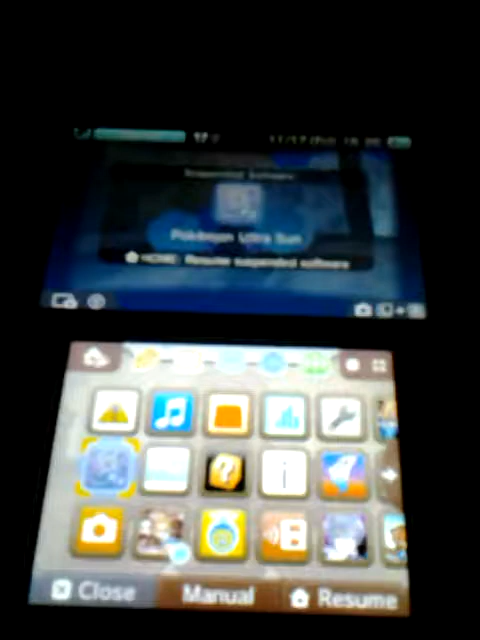 Suspended Software
Pokémon Ultra Sun
HOME: Resume suspended software
Close
Manual
Resume